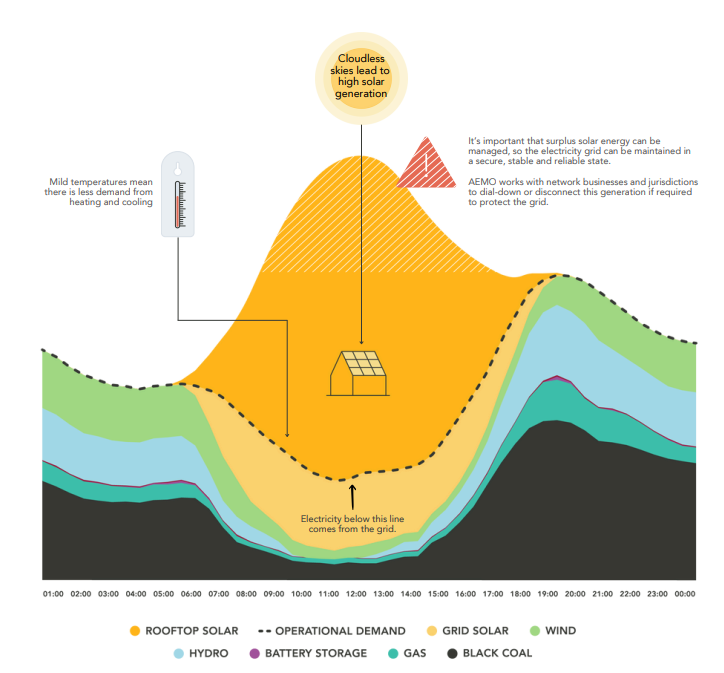 Cloudless
skies lead to
high solar
generation
It's important that surplus solar energy can be
managed, so the electricity grid can be maintained in
a secure, stable and reliable state.
AEMO works with network businesses and jurisdictions
to dial-down or disconnect this generation if required
to protect the grid.
!
Mild temperatures mean
there is less demand from
heating and cooling
Electricity below this line
comes from the grid.
01:00 02:00 03:00 04:00 05:00 06:00 07:00 08:00 09:00 10:00 11:00 12:00 13:00 14:00 15:00 16:00 17:00 18:00 19:00 20:00 21:00 22:00 23:00 00:00
ROOFTOP SOLAR OPERATIONAL DEMAND GRID SOLAR WIND
HYDRO BATTERY STORAGE GAS BLACK COAL